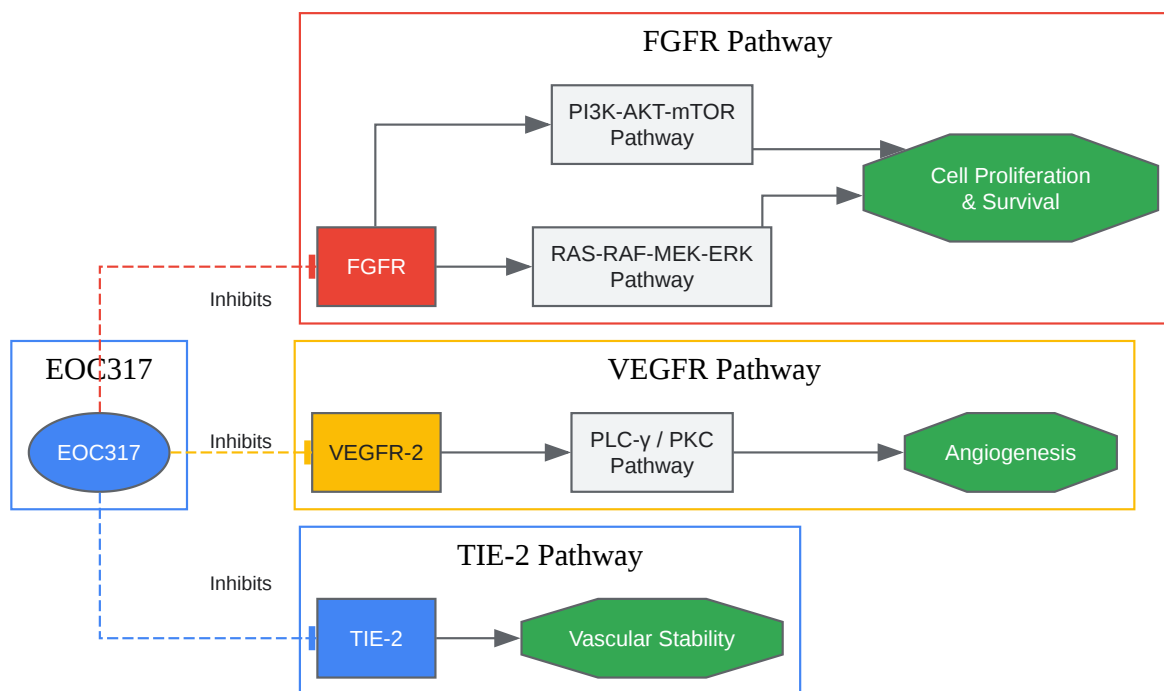 FGFR Pathway
PI3K-AKT-mTOR
Pathway
Cell Proliferation
& Survival
FGFR
RAS-RAF-MEK-ERK
Pathway
Inhibits
EOC317
EOC317
Inhibits
VEGFR Pathway
VEGFR-2
PLC-γ / PKC
Pathway
Angiogenesis
TIE-2 Pathway
Inhibits
TIE-2
Vascular Stability